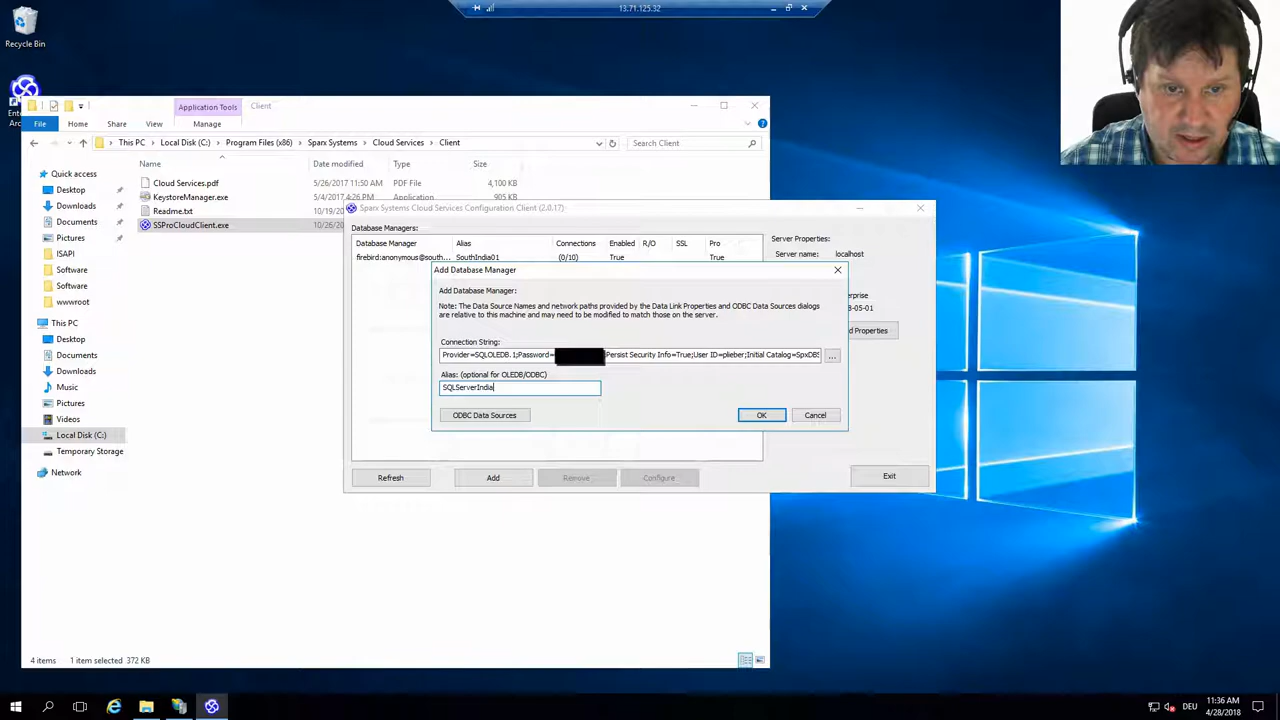 13.71.125.32
Recycle Bin
Application Tools
Client
File
Home
Share
View
Manage
This PC
Local Disk (C:)
Program Files (x86)
Sparx Systems
Cloud Services
Client
Search Client
Name
Date modified
Type
Size
Quick access
Desktop
Downloads
Documents
Pictures
ISAPI
Software
Software
wwwroot
This PC
Desktop
Documents
Downloads
Music
Pictures
Videos
Local Disk (C:)
Temporary Storage
Network
Cloud Services.pdf
5/26/2017 11:50 AM
PDF File
4,100 KB
KeystoreManager.exe
5/4/2017 4:26 PM
Application
905 KB
Readme.txt
10/19/20
SSProCloudClient.exe
10/26/20
Sparx Systems Cloud Services Configuration Client (2.0.17)
Database Managers:
Database Manager
Alias
Connections
Enabled
R/O
SSL
Pro
firebird:anonymous@south...
SouthIndia01
(0/10)
True
True
Server Properties:
Server name:
localhost
erprise
8-05-01
d Properties
Add Database Manager
Add Database Manager:
Note: The Data Source Names and network paths provided by the Data Link Properties and ODBC Data Sources dialogs
are relative to this machine and may need to be modified to match those on the server.
Connection String:
Provider=SQLOLEDB.1;Password=
;Persist Security Info=True;User ID=plieber;Initial Catalog=SpxDBS
...
Alias: (optional for OLEDB/ODBC)
SQLServerIndia
ODBC Data Sources
OK
Cancel
Refresh
Add
Remove
Configure
Exit
4 items
1 item selected 372 KB
DEU
11:36 AM
4/28/2018